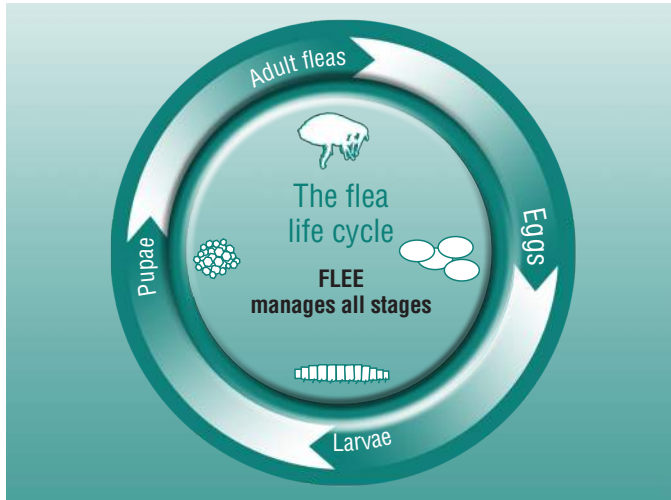 Adult fleas
The flea
life cycle
Eggs
Pupae
FLEE
manages all stages
Larvae